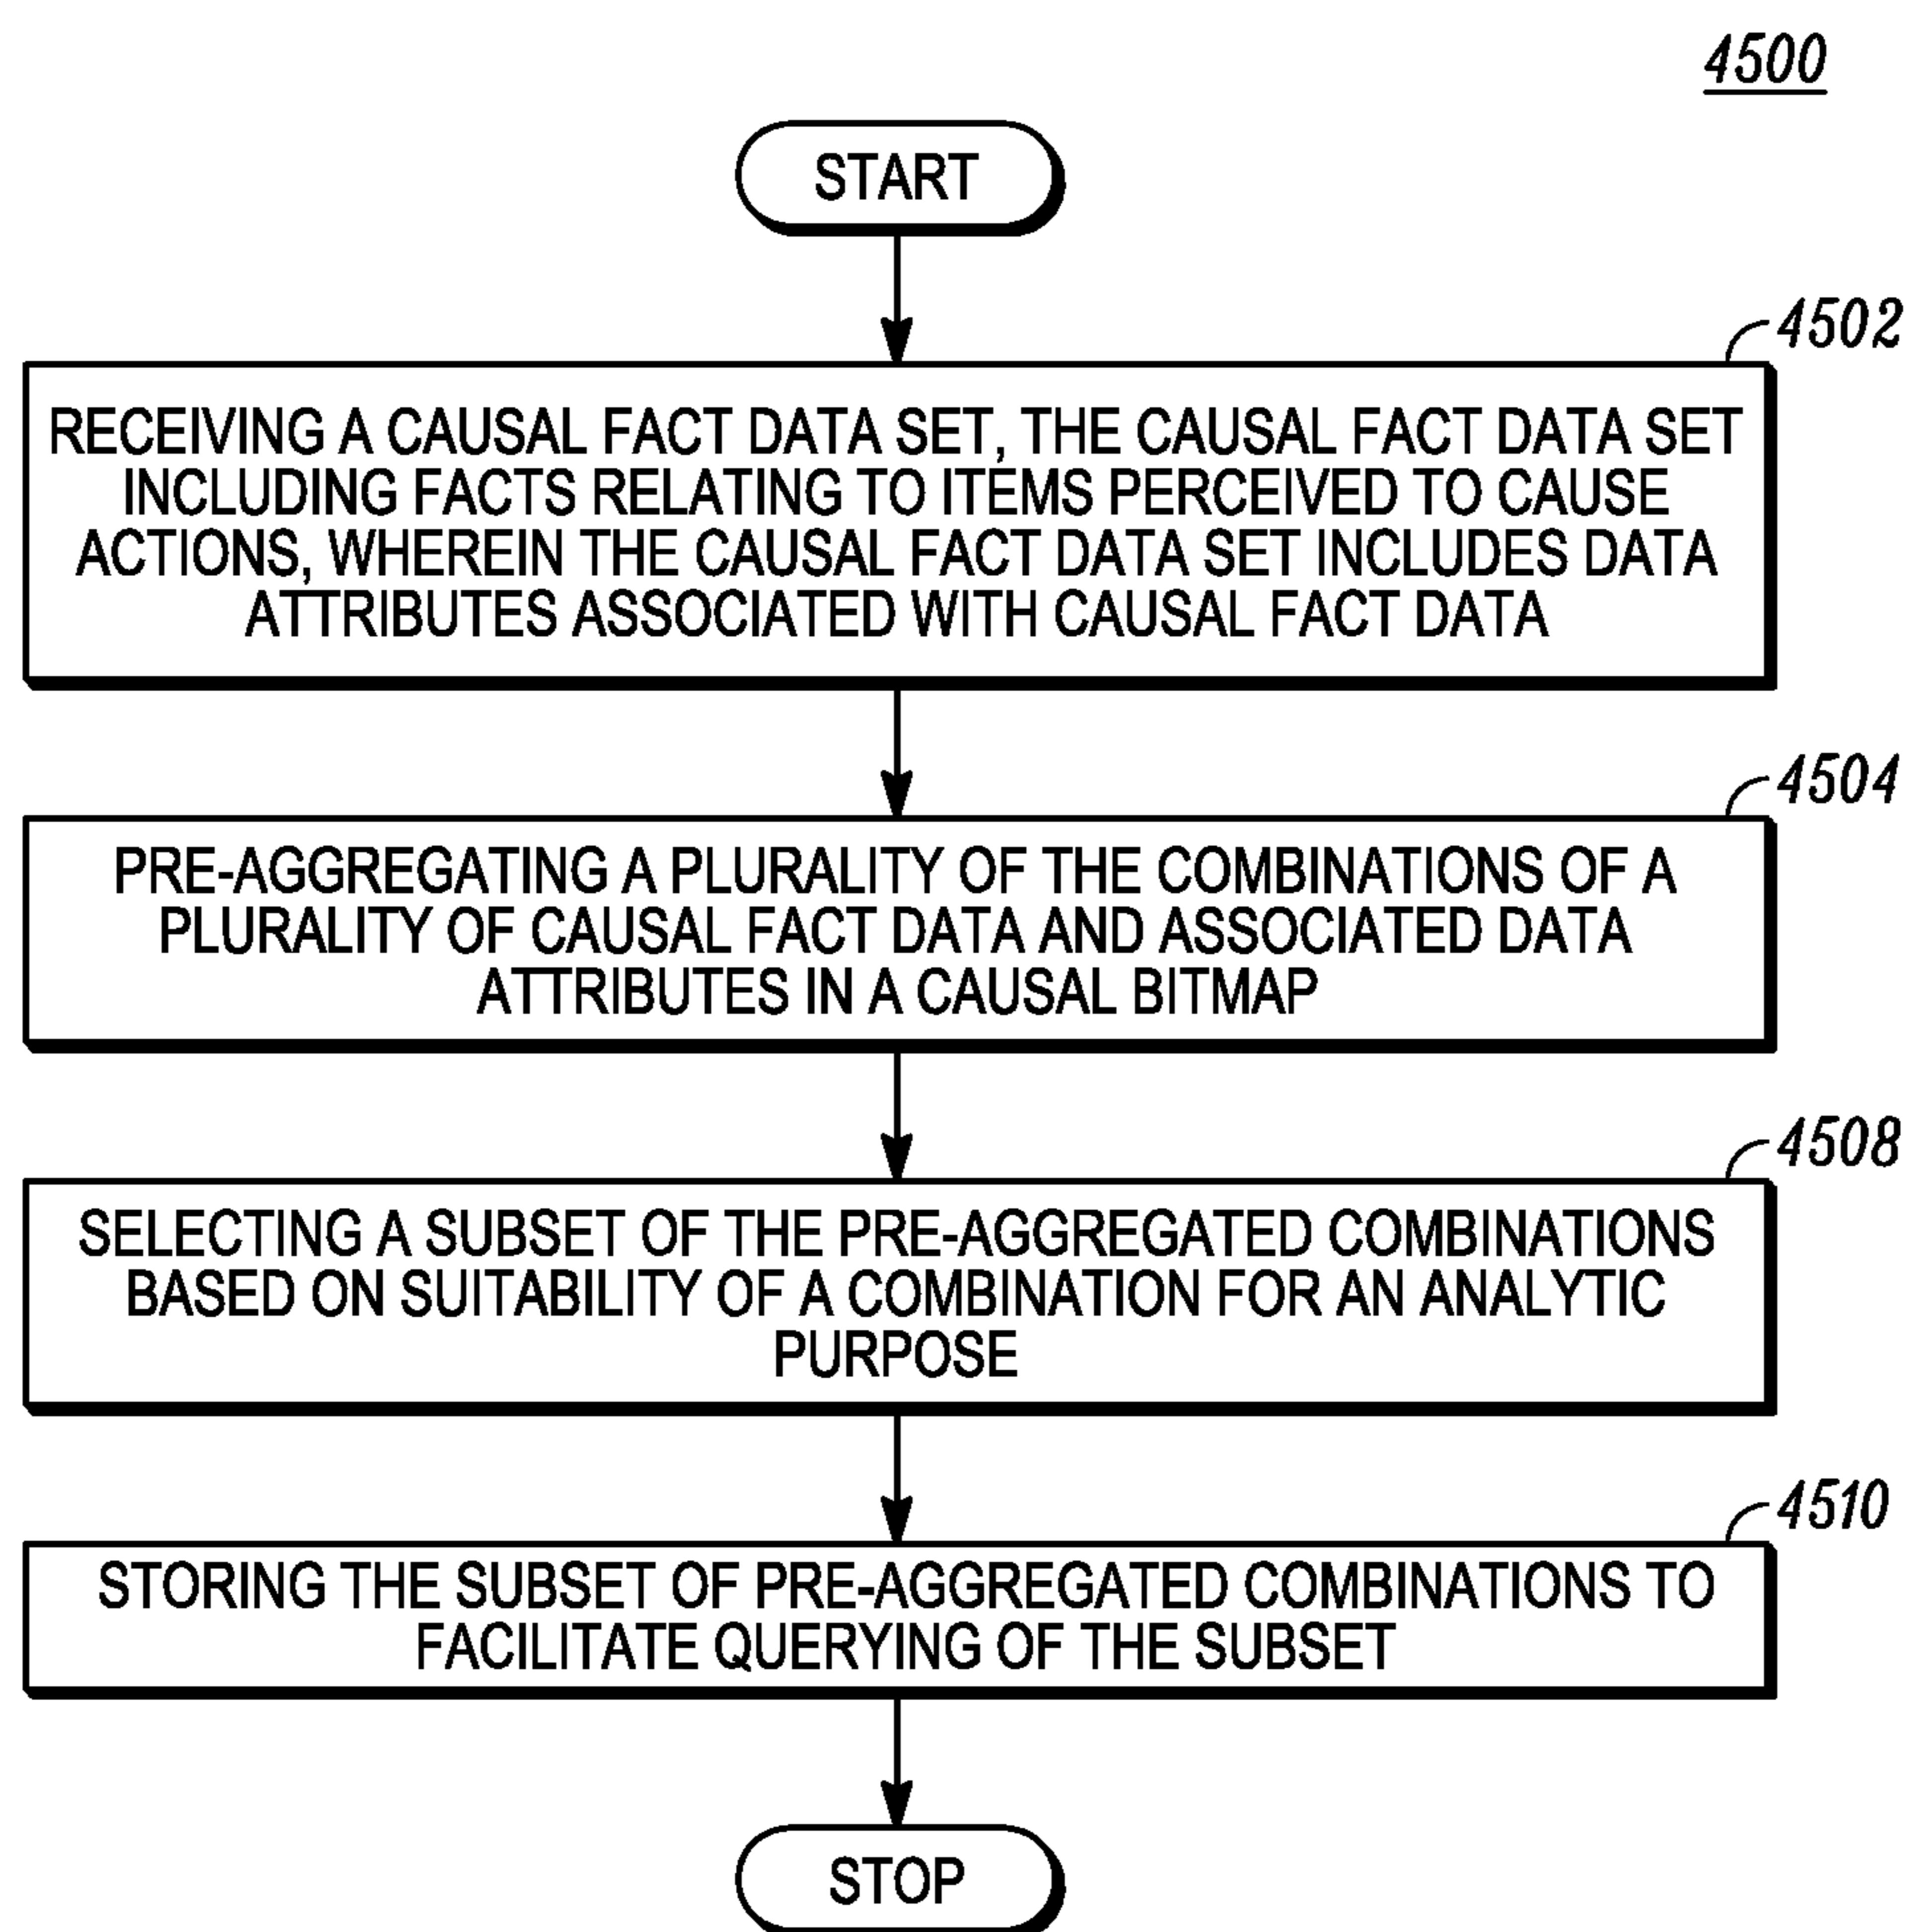 4500
START
4502
RECEIVING A CAUSAL FACT DATA SET, THE CAUSAL FACT DATA SET
INCLUDING FACTS RELATING TO ITEMS PERCEIVED TO CAUSE
ACTIONS, WHEREIN THE CAUSAL FACT DATA SET INCLUDES DATA
ATTRIBUTES ASSOCIATED WITH CAUSAL FACT DATA
4504
PRE-AGGREGATING A PLURALITY OF THE COMBINATIONS OF A
PLURALITY OF CAUSAL FACT DATA AND ASSOCIATED DATA
ATTRIBUTES IN A CAUSAL BITMAP
4508
SELECTING A SUBSET OF THE PRE-AGGREGATED COMBINATIONS
BASED ON SUITABILITY OF A COMBINATION FOR AN ANALYTIC
PURPOSE
4510
STORING THE SUBSET OF PRE-AGGREGATED COMBINATIONS TO
FACILITATE QUERYING OF THE SUBSET
STOP